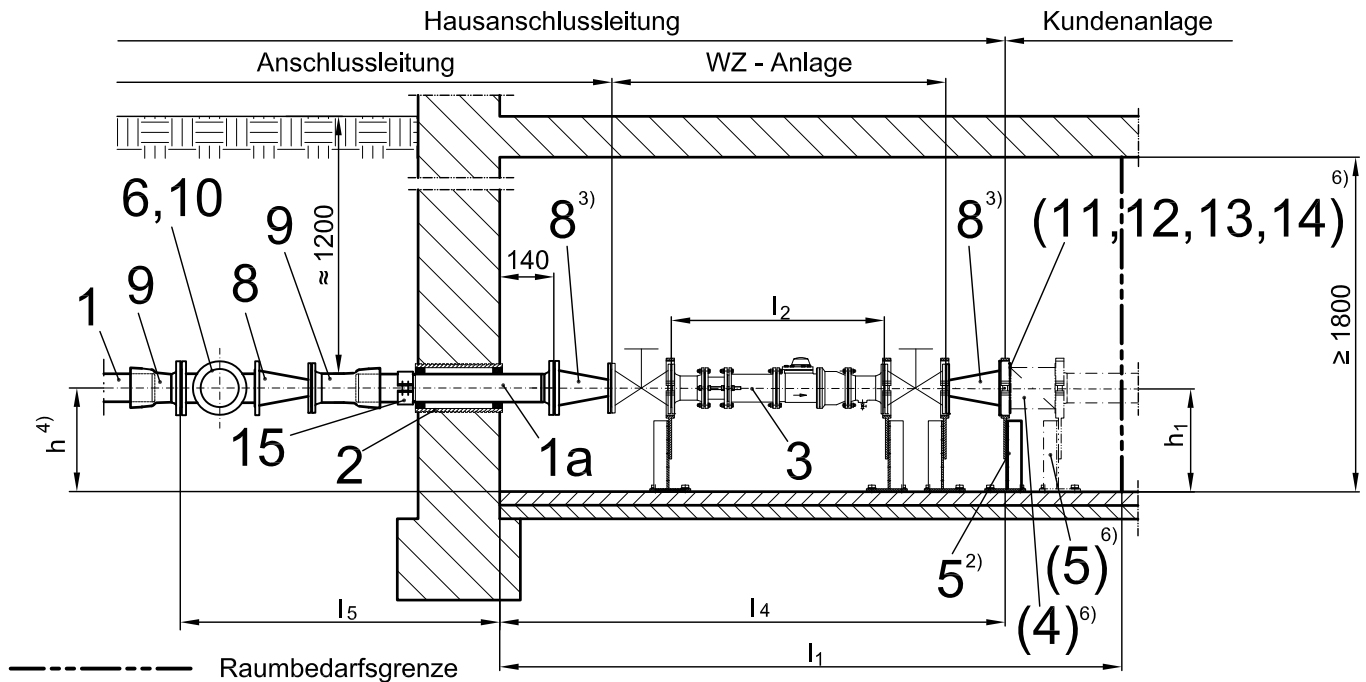 Hausanschlussleitung
Kundenanlage
Anschlussleitung
WZ - Anlage
6,10
9
≈ 1200
8³⁾
8³⁾
(11,12,13,14)⁶⁾
140
1
9
8
l₂
≥ 1800
h⁴⁾
15
2
1a
3
h₁
5²⁾
(5)⁶⁾
(4)⁶⁾
l₅
l₄
l₁
Raumbedarfsgrenze